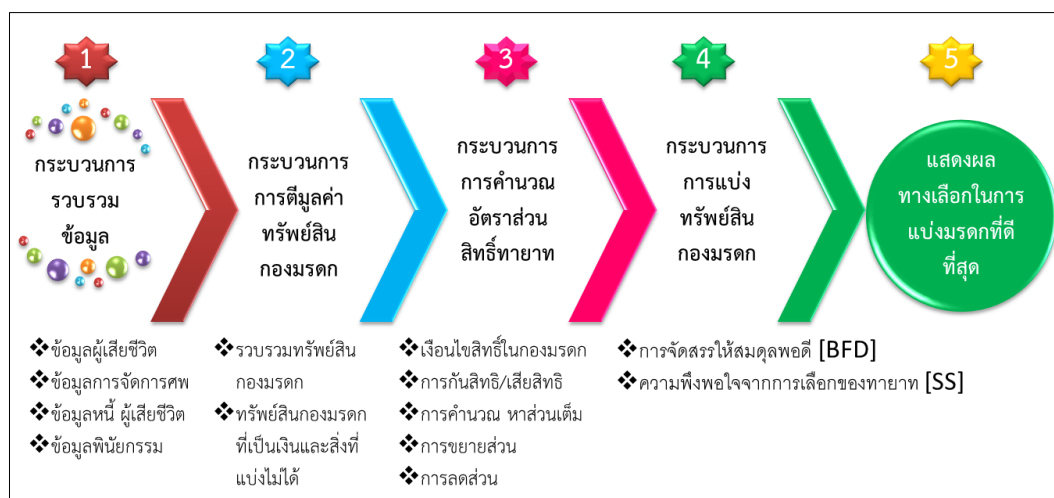 1
กระบวนการ
รวบรวม
ข้อมูล
❖ข้อมูลผู้เสียชีวิต
❖ข้อมูลการจัดการศพ
❖ข้อมูลหนี้ ผู้เสียชีวิต
❖ข้อมูลพินัยกรรม
2
กระบวนการ
การตีมูลค่า
ทรัพย์สิน
กองมรดก
❖รวบรวมทรัพย์สิน
กองมรดก
❖ทรัพย์สินกองมรดก
ที่เป็นเงินและสิ่งที่
แบ่งไม่ได้
3
กระบวนการ
การคำนวณ
อัตราส่วน
สิทธิ์ทายาท
❖เงื่อนไขสิทธิ์ในกองมรดก
❖การกันสิทธิ/เสียสิทธิ
❖การคำนวณ หาส่วนเต็ม
❖การขยายส่วน
❖การลดส่วน
4
กระบวนการ
การแบ่ง
ทรัพย์สิน
กองมรดก
❖การจัดสรรให้สมดุลพอดี [BFD]
❖ความพึงพอใจจากการเลือกของทายาท [SS]
5
แสดงผล
ทางเลือกในการ
แบ่งมรดกที่ดี
ที่สุด